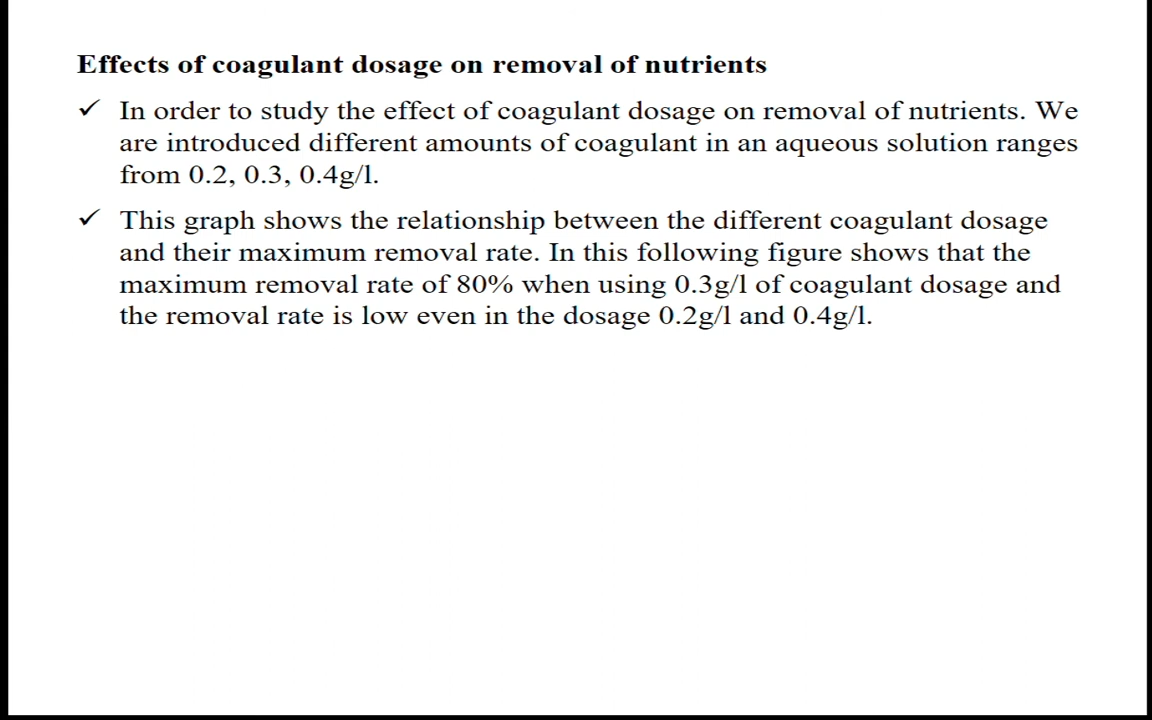 Effects of coagulant dosage on removal of nutrients
✓ In order to study the effect of coagulant dosage on removal of nutrients. We
are introduced different amounts of coagulant in an aqueous solution ranges
from 0.2, 0.3, 0.4g/l.
✓ This graph shows the relationship between the different coagulant dosage
and their maximum removal rate. In this following figure shows that the
maximum removal rate of 80% when using 0.3g/l of coagulant dosage and
the removal rate is low even in the dosage 0.2g/l and 0.4g/l.